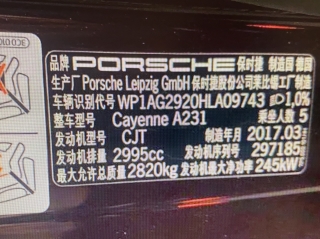 品牌 PORSCHE 保时捷 制造国 德国
生产厂 Porsche Leipzig GmbH 保时捷股份公司莱比锡工厂制造
车辆识别代号 WP1AG2920HLA09743 1,0%
整车型号 Cayenne A231 乘坐人数 5
发动机型号 CJT 制造年月 2017.03
发动机排量 2995cc 发动机序列号 297185
最大允许总质量 2820kg 发动机最大净功率 245kW